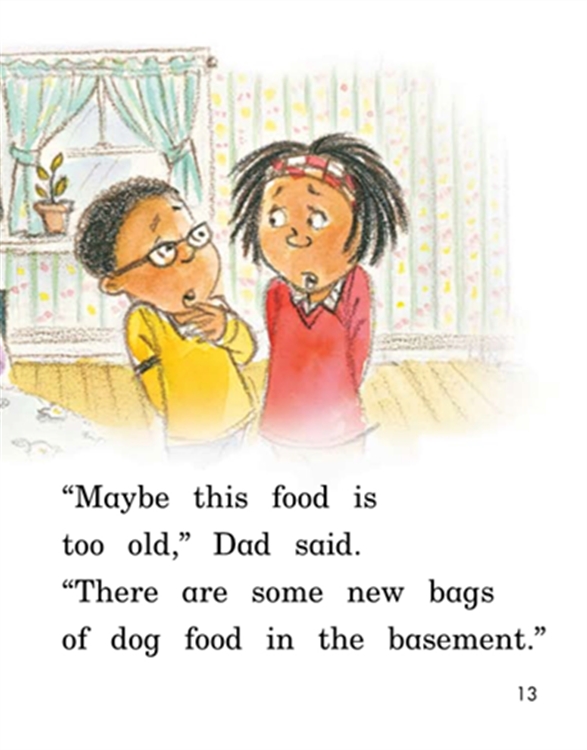 “Maybe this food is
too old,” Dad said.
“There are some new bags
of dog food in the basement.”
13